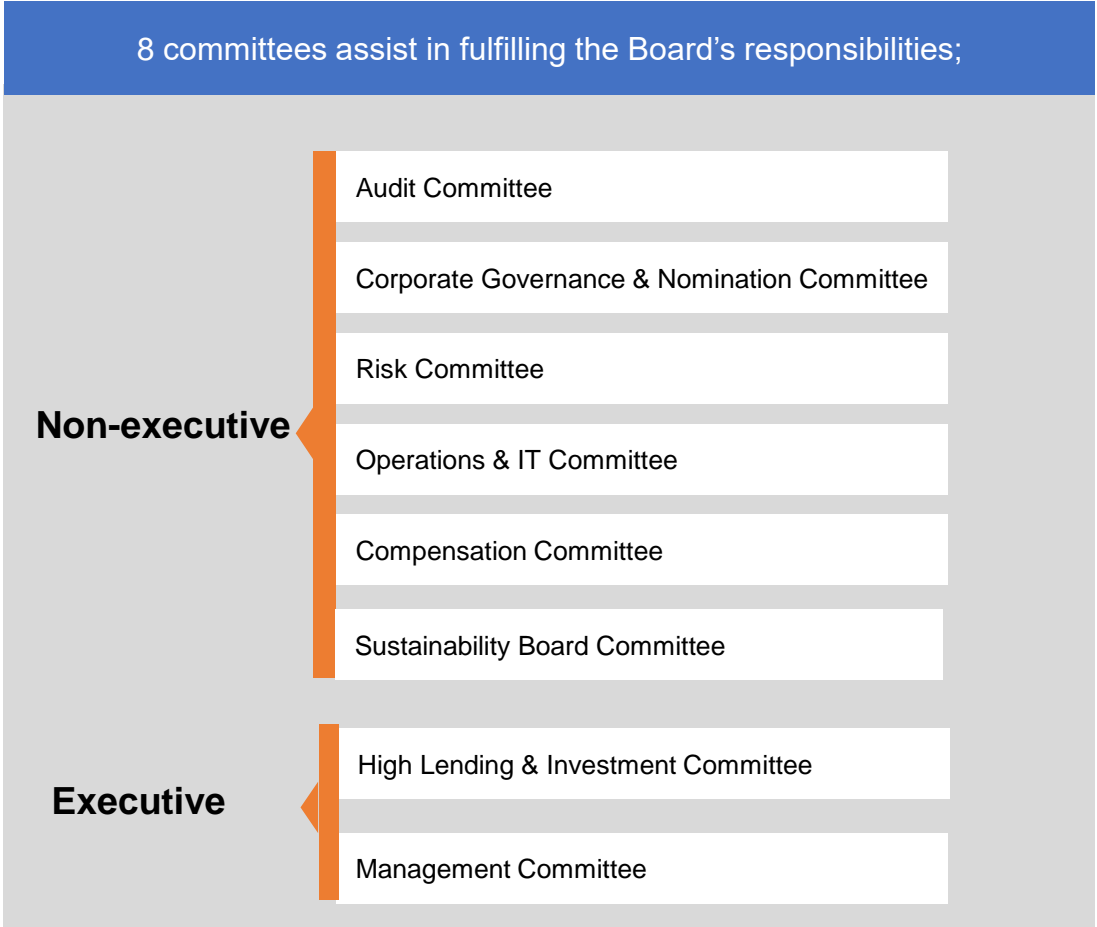 8 committees assist in fulfilling the Board’s responsibilities;
Audit Committee
Corporate Governance & Nomination Committee
Risk Committee
Non-executive
Operations & IT Committee
Compensation Committee
Sustainability Board Committee
High Lending & Investment Committee
Executive
Management Committee